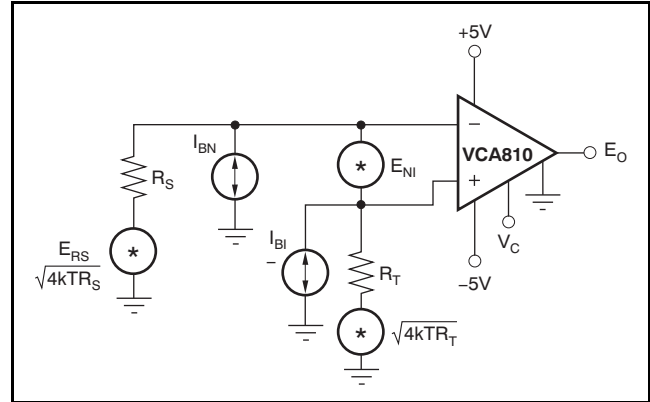 +5V
I_BN
−
VCA810
E_O
R_S
*
E_NI
+
I_BI
−
E_RS
*
√4kTR_S
R_T
V_C
−5V
*
√4kTR_T